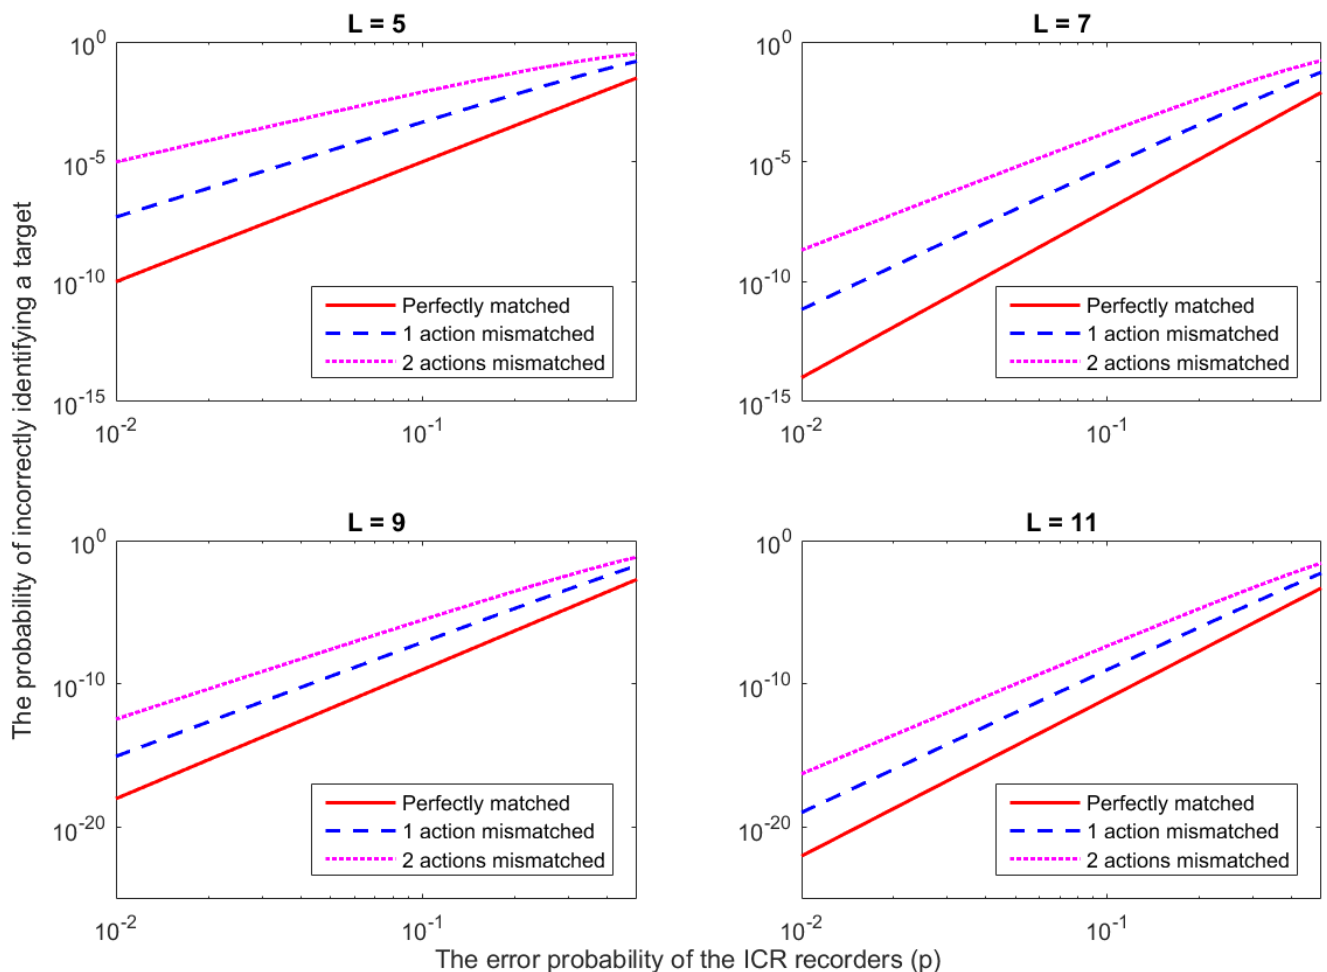 L = 5
10^0
10^-5
10^-10
10^-15
10^-2
10^-1
Perfectly matched
1 action mismatched
2 actions mismatched
L = 7
10^0
10^-5
10^-10
10^-15
10^-2
10^-1
Perfectly matched
1 action mismatched
2 actions mismatched
The probability of incorrectly identifying a target
L = 9
10^0
10^-10
10^-20
10^-2
10^-1
Perfectly matched
1 action mismatched
2 actions mismatched
L = 11
10^0
10^-10
10^-20
10^-2
10^-1
Perfectly matched
1 action mismatched
2 actions mismatched
The error probability of the ICR recorders (p)